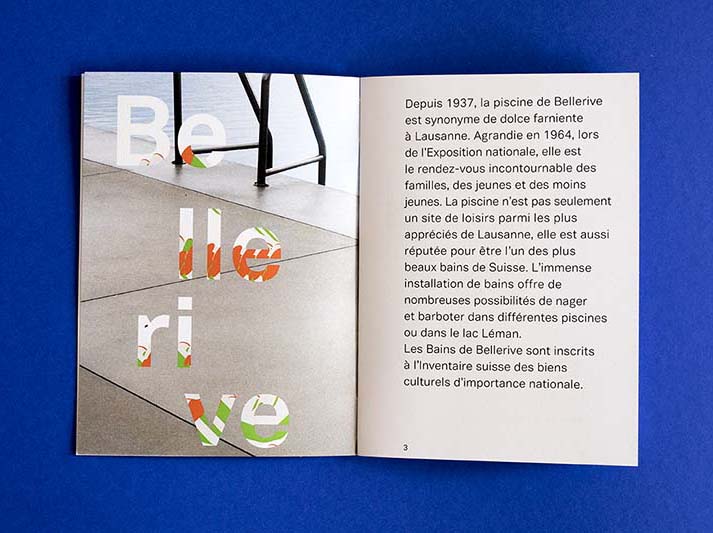 Be
lle
ri
ve
Depuis 1937, la piscine de Bellerive
est synonyme de dolce farniente
à Lausanne. Agrandie en 1964, lors
de l'Exposition nationale, elle est
le rendez-vous incontournable des
familles, des jeunes et des moins
jeunes. La piscine n'est pas seulement
un site de loisirs parmi les plus
appréciés de Lausanne, elle est aussi
réputée pour être l'un des plus
beaux bains de Suisse. L'immense
installation de bains offre de
nombreuses possibilités de nager
et barboter dans différentes piscines
ou dans le lac Léman.
Les Bains de Bellerive sont inscrits
à l'Inventaire suisse des biens
culturels d'importance nationale.
3